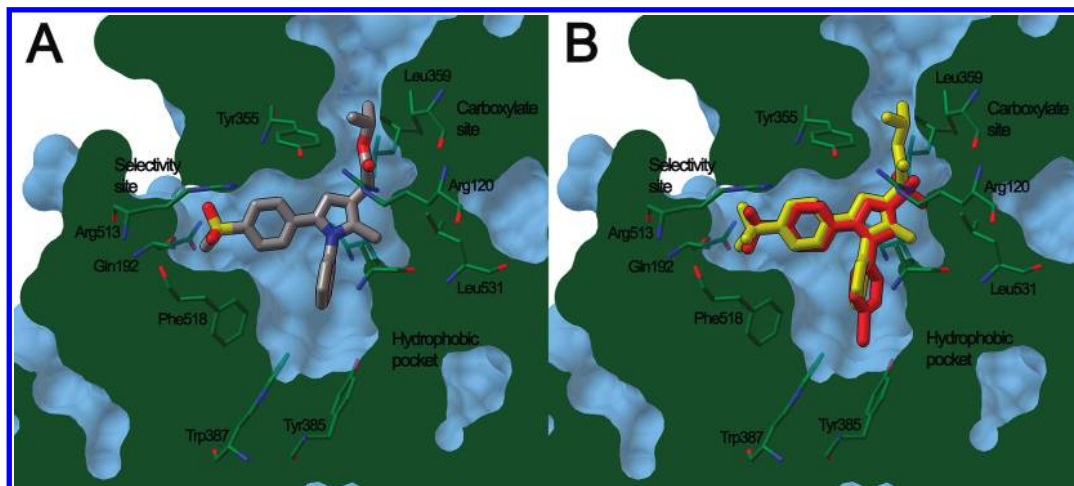 A
Leu359
Carboxylate
site
Tyr355
Selectivity
site
Arg120
Arg513
Gln192
Leu531
Phe518
Hydrophobic
pocket
Tyr385
Trp387
B
Leu359
Carboxylate
site
Tyr355
Selectivity
site
Arg120
Arg513
Gln192
Leu531
Phe518
Hydrophobic
pocket
Tyr385
Trp387